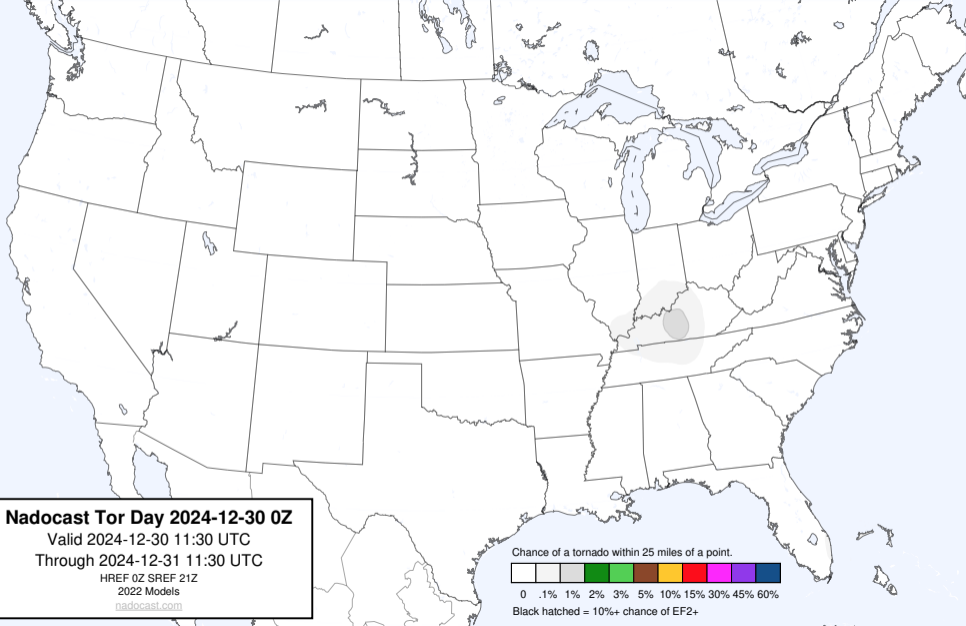 Nadocast Tor Day 2024-12-30 0Z
Valid 2024-12-30 11:30 UTC
Through 2024-12-31 11:30 UTC
HREF 0Z SREF 21Z
2022 Models
nadocast.com
Chance of a tornado within 25 miles of a point.
0 .1% 1% 2% 3% 5% 10% 15% 30% 45% 60%
Black hatched = 10%+ chance of EF2+